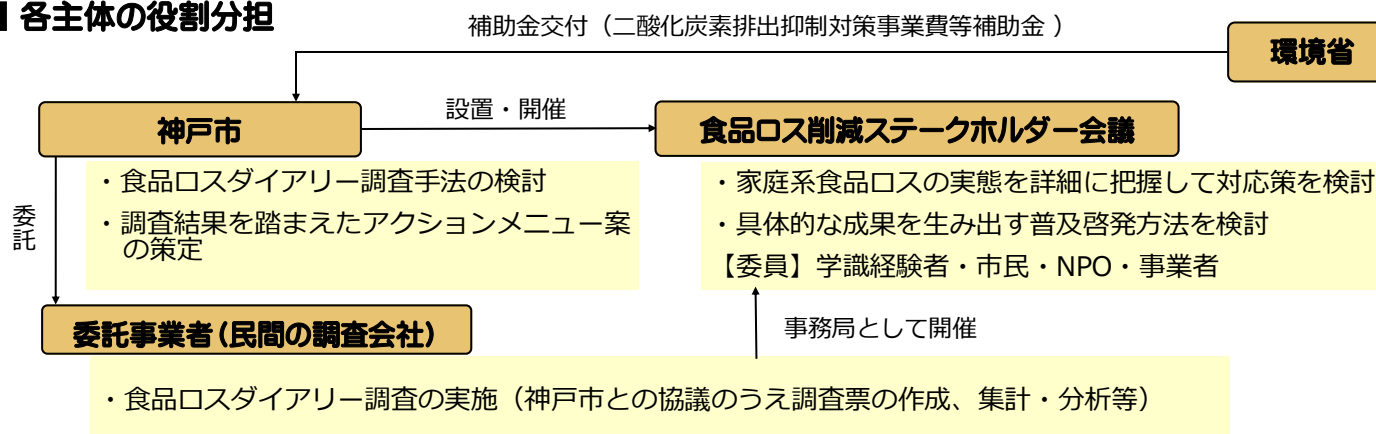 各主体の役割分担
補助金交付（二酸化炭素排出抑制対策事業費等補助金 ）
環境省
神戸市
設置・開催
食品ロス削減ステークホルダー会議
・食品ロスダイアリー調査手法の検討
・調査結果を踏まえたアクションメニュー案
の策定
・家庭系食品ロスの実態を詳細に把握して対応策を検討
・具体的な成果を生み出す普及啓発方法を検討
【委員】学識経験者・市民・NPO・事業者
委託
委託事業者（民間の調査会社）
事務局として開催
・食品ロスダイアリー調査の実施（神戸市との協議のうえ調査票の作成、集計・分析等）